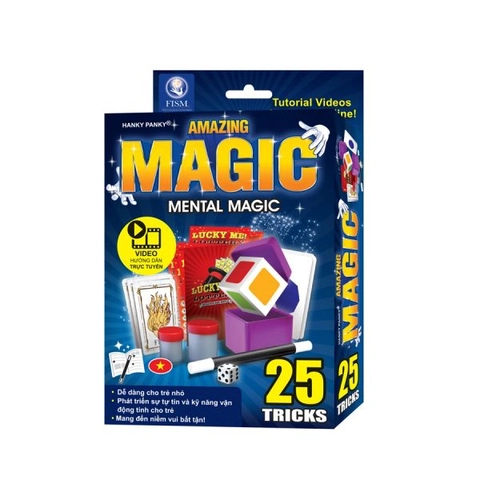 FISM
Tutorial Videos
HANKY PANKY®
AMAZING
MAGIC
MENTAL MAGIC
VIDEO
HƯỚNG DẪN
TRỰC TUYẾN
LUCKY ME!
LUCKY
25
TRICKS
• Dễ dàng cho trẻ nhỏ
• Phát triển sự tự tin và kỹ năng vận
động tinh cho trẻ
• Mang đến niềm vui bất tận!
AMAZING
MAGIC
25
TRICKS